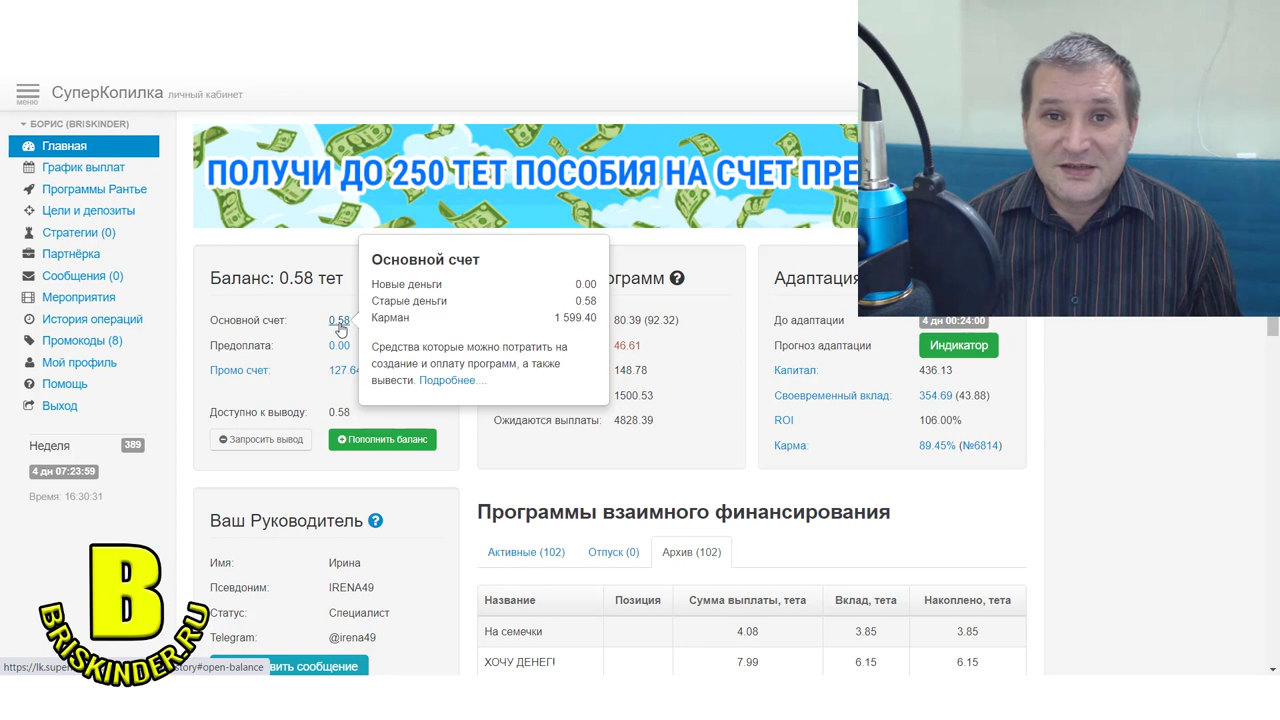 СуперКопилка личный кабинет
меню
БОРИС (BRISKINDER)
Главная
График выплат
Программы Рантье
Цели и депозиты
Стратегии (0)
Партнёрка
Сообщения (0)
Мероприятия
История операций
Промокоды (8)
Мой профиль
Помощь
Выход
Неделя 389
4 дн 07:23:59
Время: 16:30:31
ПОЛУЧИ ДО 250 ТЕТ ПОСОБИЯ НА СЧЕТ ПРЕ
Баланс: 0.58 тет
Основной счет: 0.58
Предоплата: 0.00
Промо счет: 127.64
Доступно к выводу: 0.58
Запросить вывод
Пополнить баланс
Основной счет
Новые деньги 0.00
Старые деньги 0.58
Карман 1 599.40
Средства которые можно потратить на
создание и оплату программ, а также
вывести. Подробнее....
80.39 (92.32)
46.61
148.78
1500.53
Ожидаются выплаты: 4828.39
Адаптация
До адаптации 4 дн 00:24:00
Прогноз адаптации Индикатор
Капитал: 436.13
Своевременный вклад: 354.69 (43.88)
ROI 106.00%
Карма: 89.45% (№6814)
Ваш Руководитель ?
Имя: Ирина
Псевдоним: IRENA49
Статус: Специалист
Telegram: @irena49
вить сообщение
Программы взаимного финансирования
Активные (102) Отпуск (0) Архив (102)
Название Позиция Сумма выплаты, тета Вклад, тета Накоплено, тета
На семечки 4.08 3.85 3.85
ХОЧУ ДЕНЕГ! 7.99 6.15 6.15
B
BRISKINDER.RU